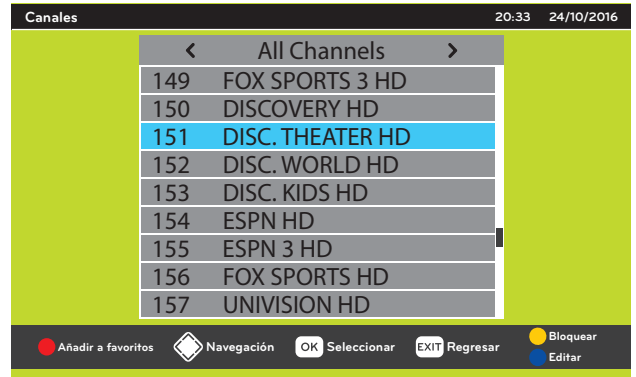 Canales 20:33 24/10/2016
All Channels
149 FOX SPORTS 3 HD
150 DISCOVERY HD
151 DISC. THEATER HD
152 DISC. WORLD HD
153 DISC. KIDS HD
154 ESPN HD
155 ESPN 3 HD
156 FOX SPORTS HD
157 UNIVISION HD
Añadir a favoritos Navegación OK Seleccionar EXIT Regresar Bloquear
Editar